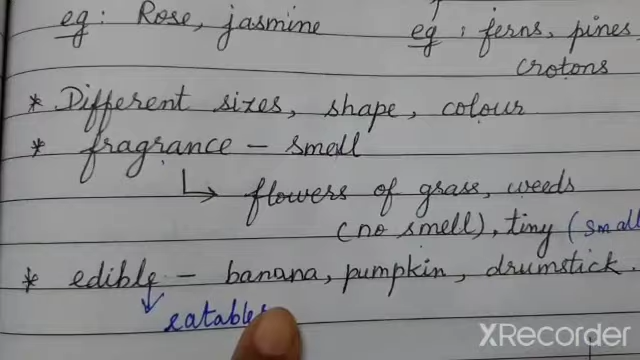 eg : Rose, jasmine
eg : ferns, pines,
crotons
* Different sizes, shape, colour
* fragrance - smell
flowers of grass, weeds
(no smell), tiny (small
* edible - banana, pumpkin, drumstick.
eatables
XRecorder